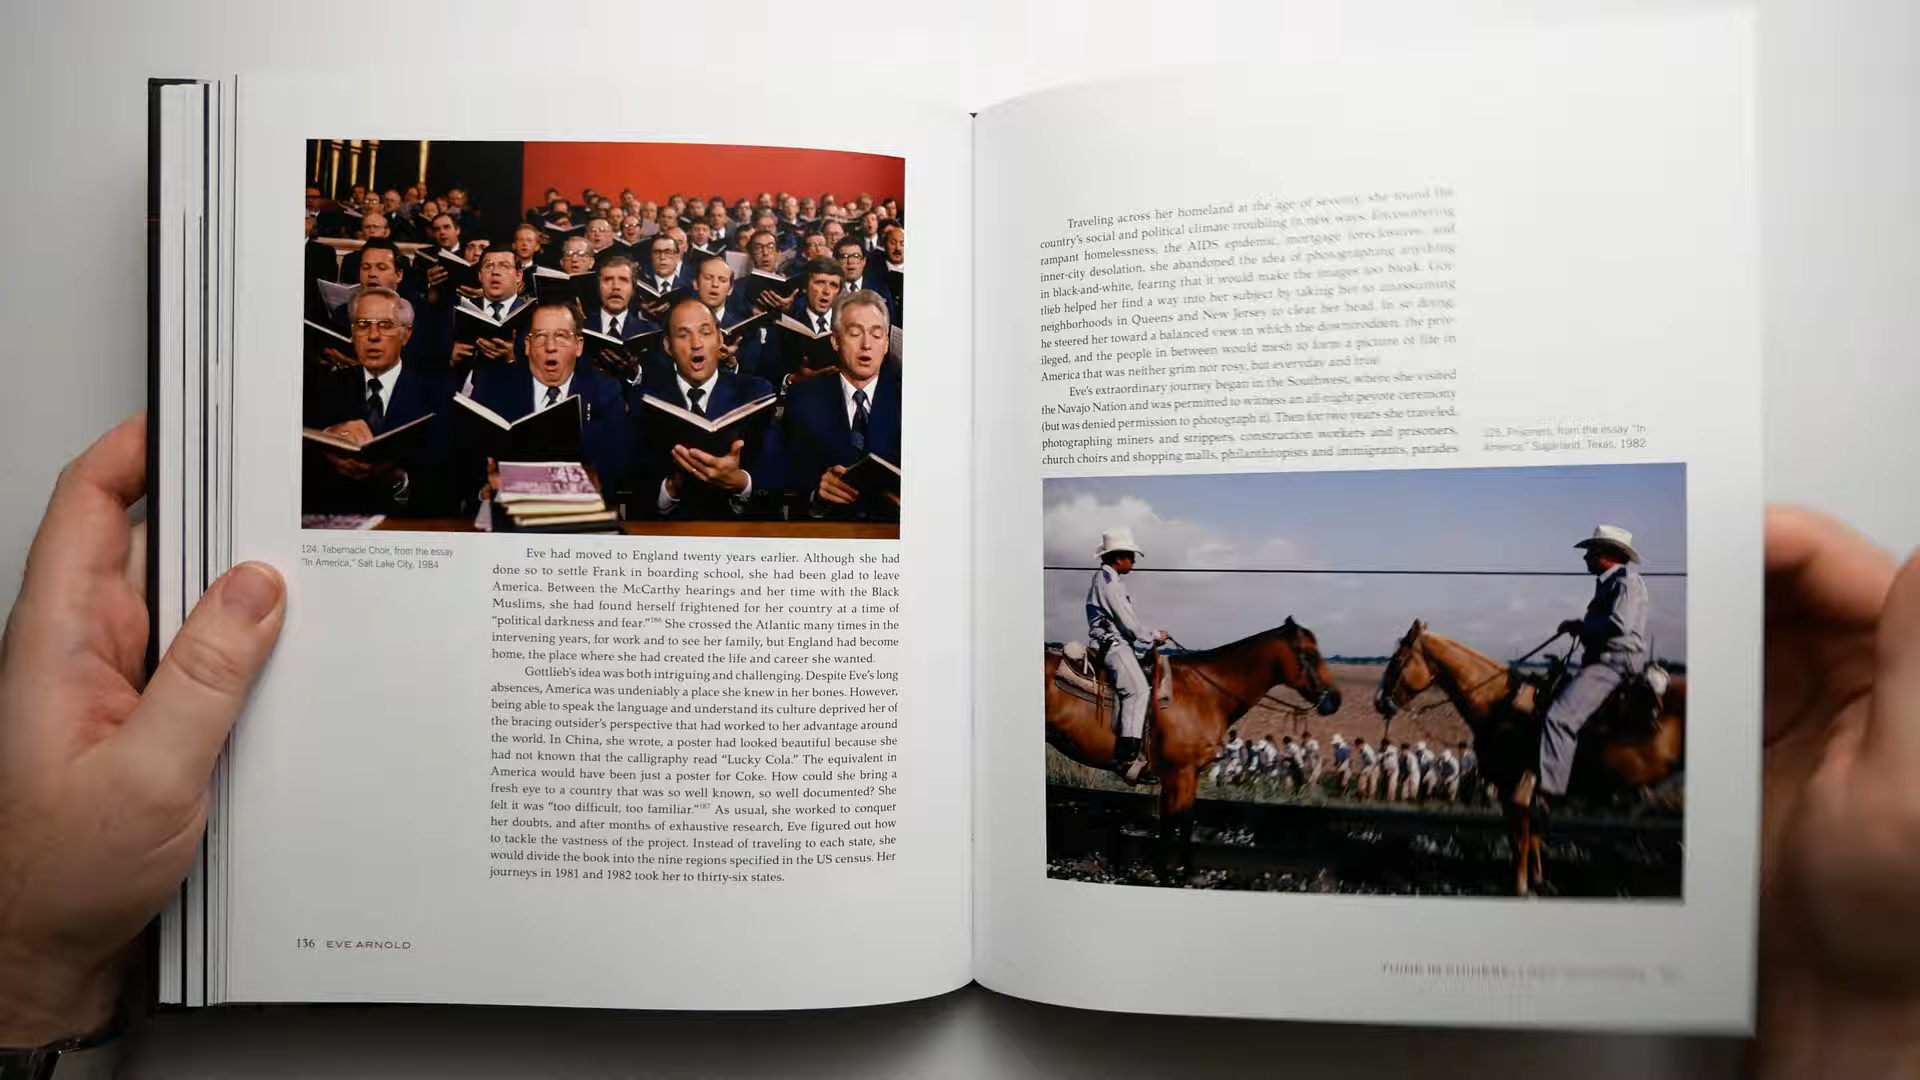 124. Tabernacle Choir, from the essay
"In America," Salt Lake City, 1984
Eve had moved to England twenty years earlier. Although she had
done so to settle Frank in boarding school, she had been glad to leave
America. Between the McCarthy hearings and her time with the Black
Muslims, she had found herself frightened for her country at a time of
"political darkness and fear."186 She crossed the Atlantic many times in the
intervening years, for work and to see her family, but England had become
home, the place where she had created the life and career she wanted.
Gottlieb's idea was both intriguing and challenging. Despite Eve's long
absences, America was undeniably a place she knew in her bones. However,
being able to speak the language and understand its culture deprived her of
the bracing outsider's perspective that had worked to her advantage around
the world. In China, she wrote, a poster had looked beautiful because she
had not known that the calligraphy read "Lucky Cola." The equivalent in
America would have been just a poster for Coke. How could she bring a
fresh eye to a country that was so well known, so well documented? She
felt it was "too difficult, too familiar."187 As usual, she worked to conquer
her doubts, and after months of exhaustive research, Eve figured out how
to tackle the vastness of the project. Instead of traveling to each state, she
would divide the book into the nine regions specified in the US census. Her
journeys in 1981 and 1982 took her to thirty-six states.
136 EVE ARNOLD
Traveling across her homeland at the age of seventy, she found the
country's social and political climate troubling in new ways. Encountering
rampant homelessness, the AIDS epidemic, mortgage foreclosures, and
inner-city desolation, she abandoned the idea of photographing anything
in black-and-white, fearing that it would make the images too bleak. Got-
tlieb helped her find a way into her subject by taking her to unassuming
neighborhoods in Queens and New Jersey to clear her head. In so doing,
he steered her toward a balanced view in which the downtrodden, the priv-
ileged, and the people in between would mesh to form a picture of life in
America that was neither grim nor rosy, but everyday and true.
Eve's extraordinary journey began in the Southwest, where she visited
the Navajo Nation and was permitted to witness an all-night peyote ceremony
(but was denied permission to photograph it). Then for two years she traveled,
photographing miners and strippers, construction workers and prisoners,
church choirs and shopping malls, philanthropists and immigrants, parades
125. Prisoners, from the essay "In
America," Sugarland, Texas, 1982